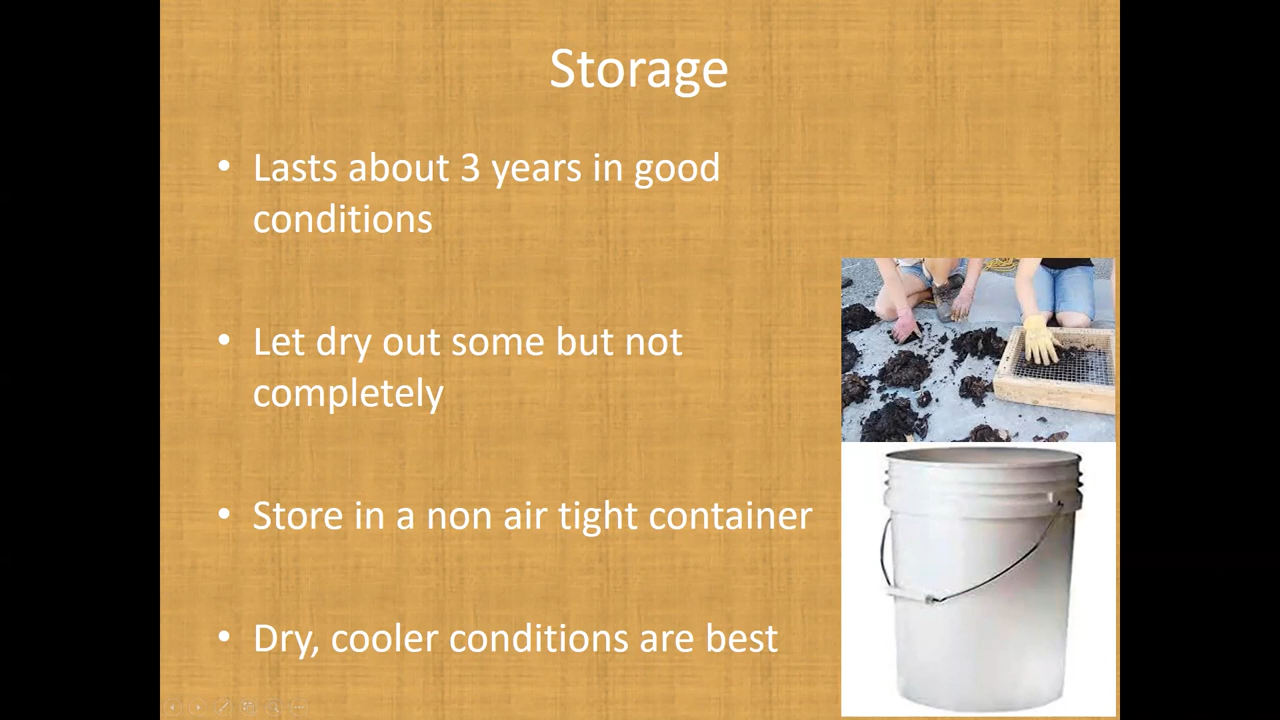 Storage
• Lasts about 3 years in good
conditions
• Let dry out some but not
completely
• Store in a non air tight container
• Dry, cooler conditions are best